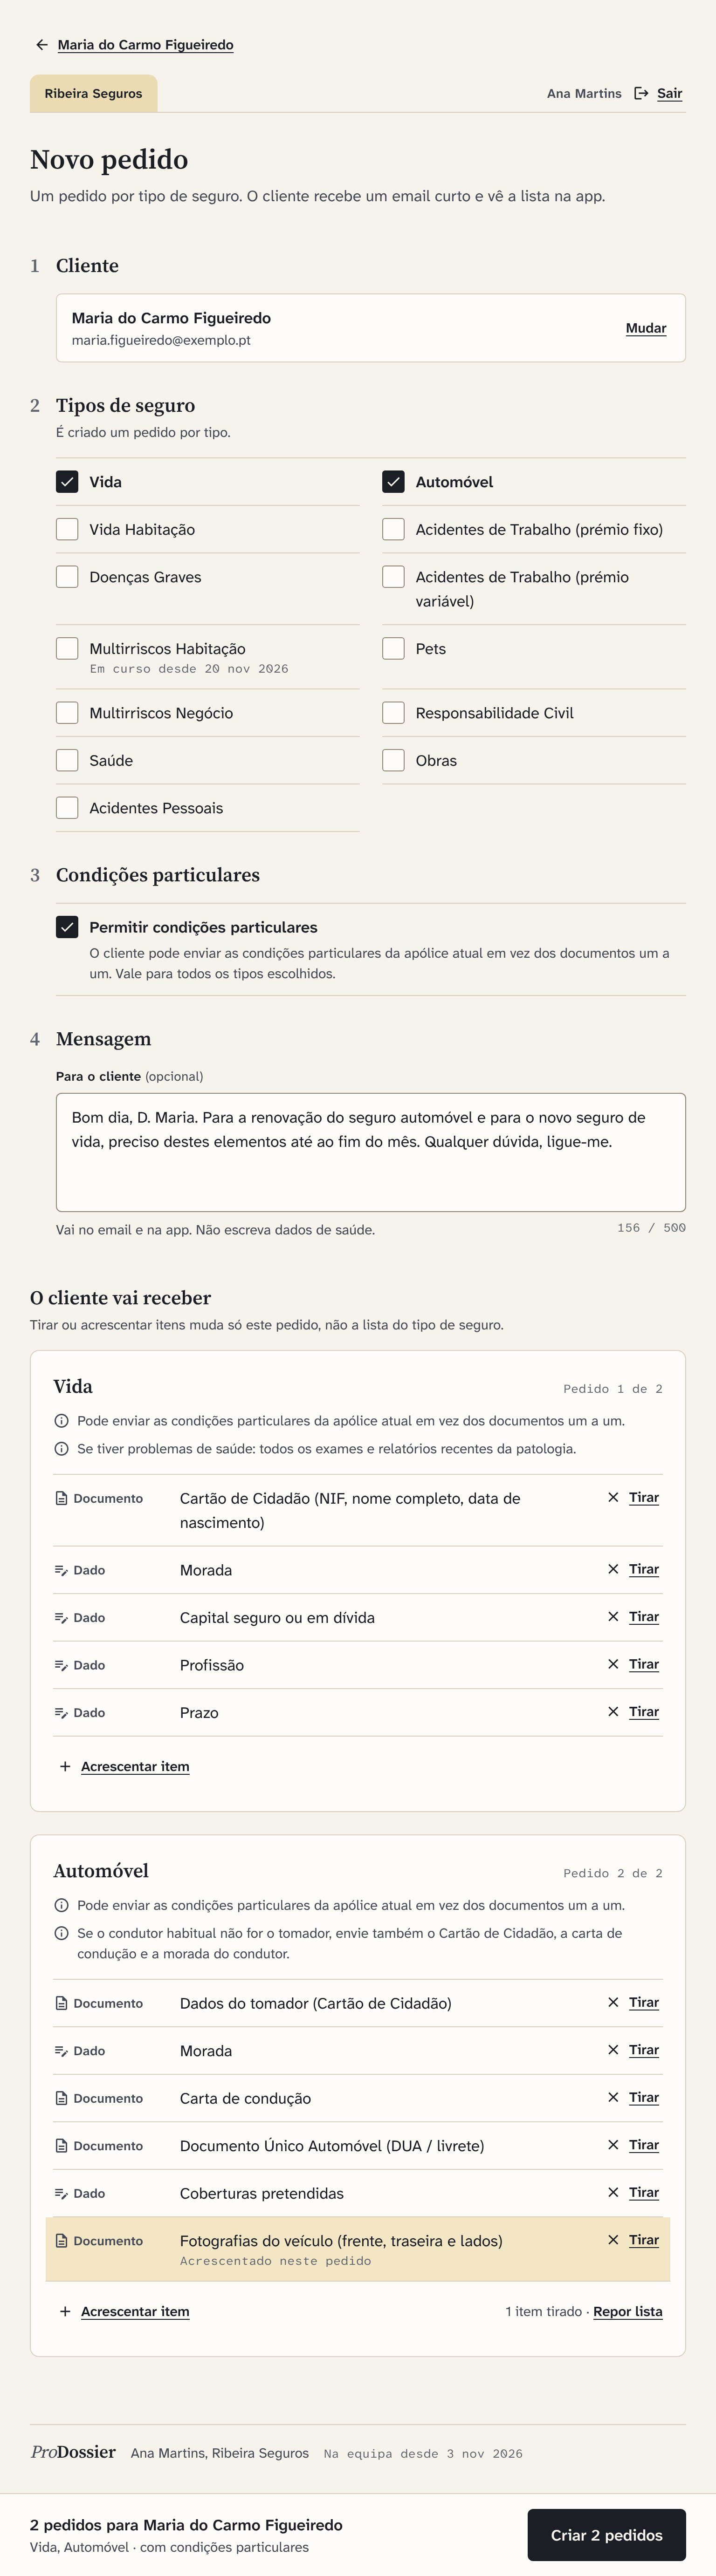 Maria do Carmo Figueiredo
Ribeira Seguros
Ana Martins
Sair
Novo pedido
Um pedido por tipo de seguro. O cliente recebe um email curto e vê a lista na app.
1 Cliente
Maria do Carmo Figueiredo
maria.figueiredo@exemplo.pt
Mudar
2 Tipos de seguro
É criado um pedido por tipo.
Vida
Automóvel
Vida Habitação
Acidentes de Trabalho (prémio fixo)
Doenças Graves
Acidentes de Trabalho (prémio
variável)
Multirriscos Habitação
Em curso desde 20 nov 2026
Pets
Multirriscos Negócio
Responsabilidade Civil
Saúde
Obras
Acidentes Pessoais
3 Condições particulares
Permitir condições particulares
O cliente pode enviar as condições particulares da apólice atual em vez dos documentos um a
um. Vale para todos os tipos escolhidos.
4 Mensagem
Para o cliente (opcional)
Bom dia, D. Maria. Para a renovação do seguro automóvel e para o novo seguro de
vida, preciso destes elementos até ao fim do mês. Qualquer dúvida, ligue-me.
Vai no email e na app. Não escreva dados de saúde.
156 / 500
O cliente vai receber
Tirar ou acrescentar itens muda só este pedido, não a lista do tipo de seguro.
Vida
Pedido 1 de 2
Pode enviar as condições particulares da apólice atual em vez dos documentos um a um.
Se tiver problemas de saúde: todos os exames e relatórios recentes da patologia.
Documento
Cartão de Cidadão (NIF, nome completo, data de
nascimento)
Tirar
Dado
Morada
Tirar
Dado
Capital seguro ou em dívida
Tirar
Dado
Profissão
Tirar
Dado
Prazo
Tirar
Acrescentar item
Automóvel
Pedido 2 de 2
Pode enviar as condições particulares da apólice atual em vez dos documentos um a um.
Se o condutor habitual não for o tomador, envie também o Cartão de Cidadão, a carta de
condução e a morada do condutor.
Documento
Dados do tomador (Cartão de Cidadão)
Tirar
Dado
Morada
Tirar
Documento
Carta de condução
Tirar
Documento
Documento Único Automóvel (DUA / livrete)
Tirar
Dado
Coberturas pretendidas
Tirar
Documento
Fotografias do veículo (frente, traseira e lados)
Acrescentado neste pedido
Tirar
Acrescentar item
1 item tirado · Repor lista
ProDossier
Ana Martins, Ribeira Seguros
Na equipa desde 3 nov 2026
2 pedidos para Maria do Carmo Figueiredo
Vida, Automóvel · com condições particulares
Criar 2 pedidos